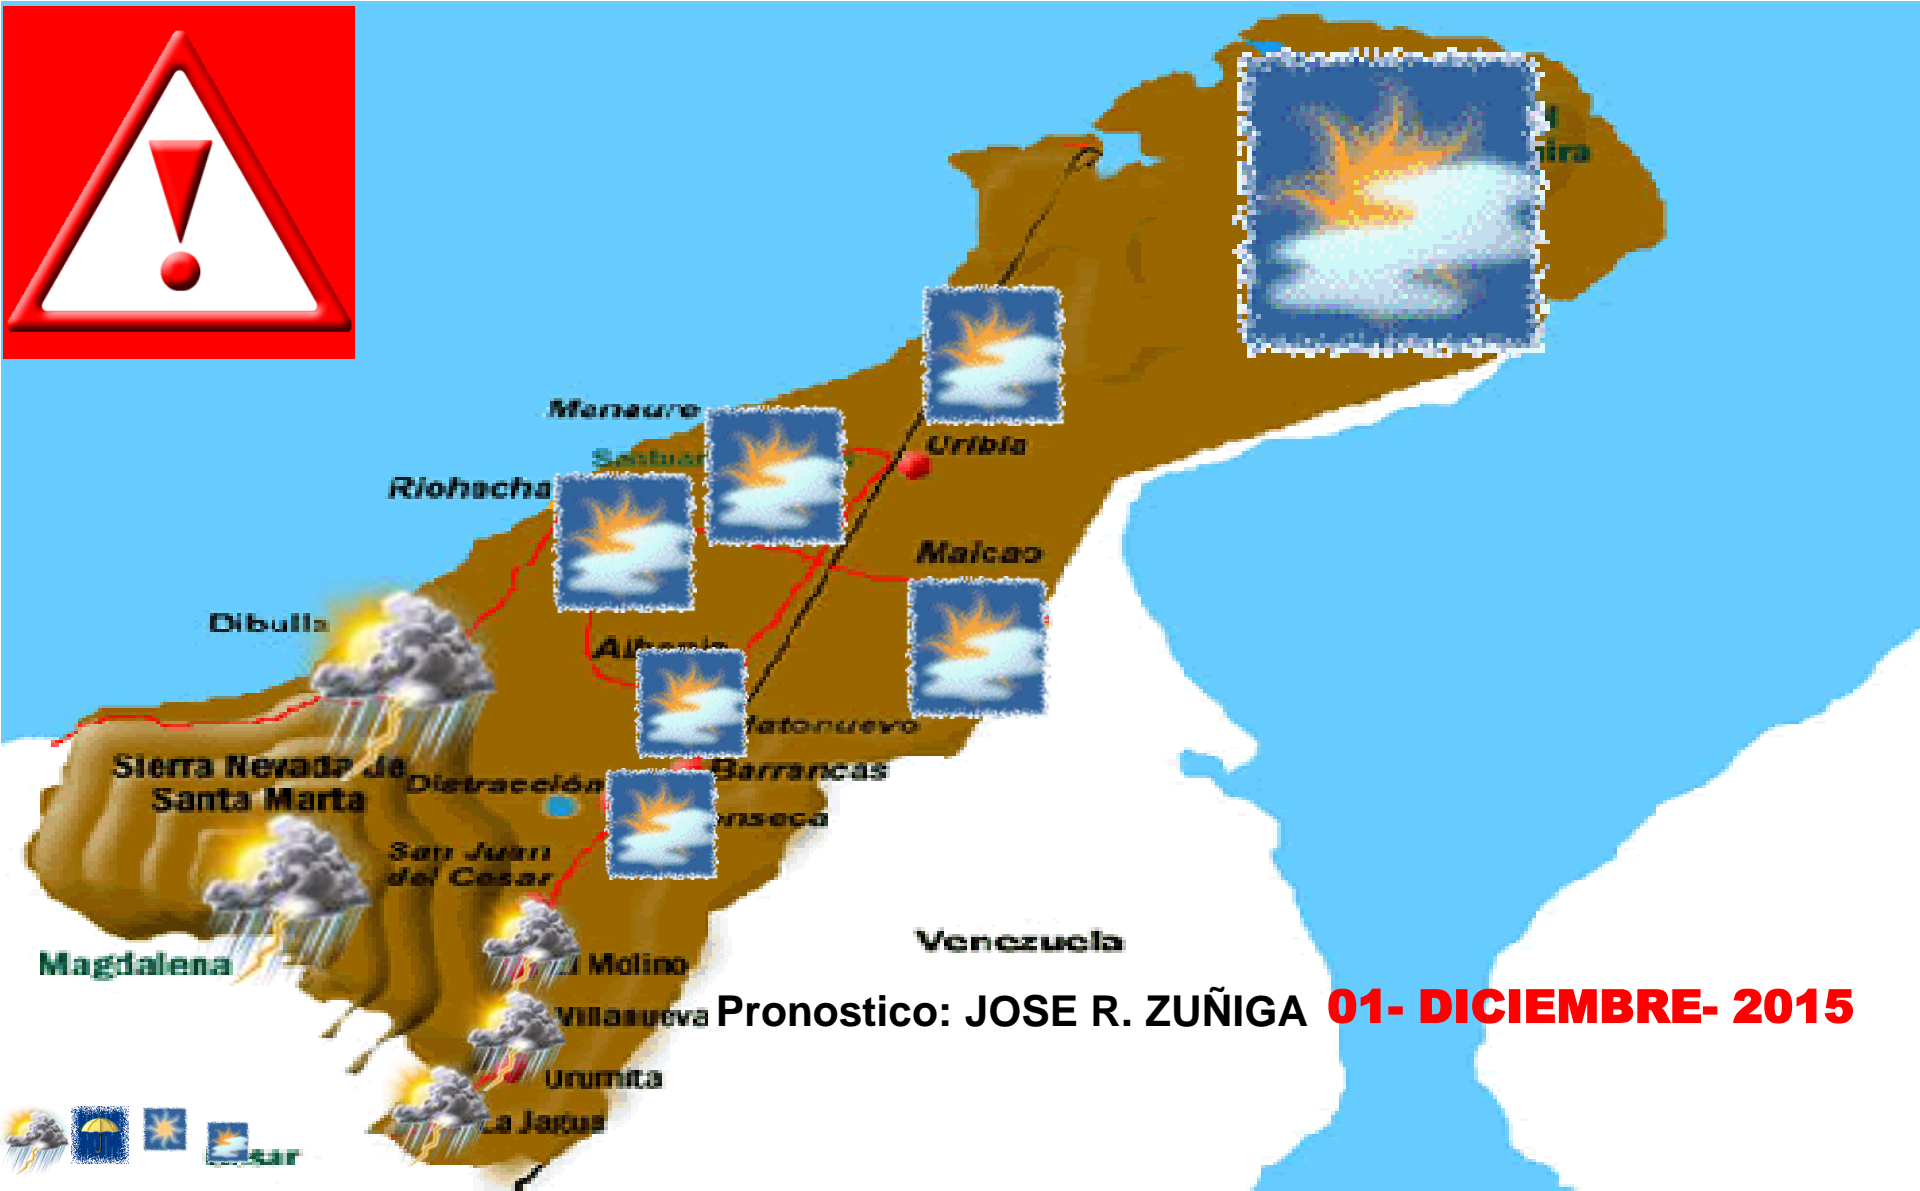 Manaure
Uribia
Riohacha
Maicao
Dibulla
Barrancas
Sierra Nevada de
Santa Marta
Distracción
San Juan
del Cesar
Venezuela
Magdalena
Molino
Villanueva
Pronostico: JOSE R. ZUÑIGA 01- DICIEMBRE- 2015
Urumita
La Jagua